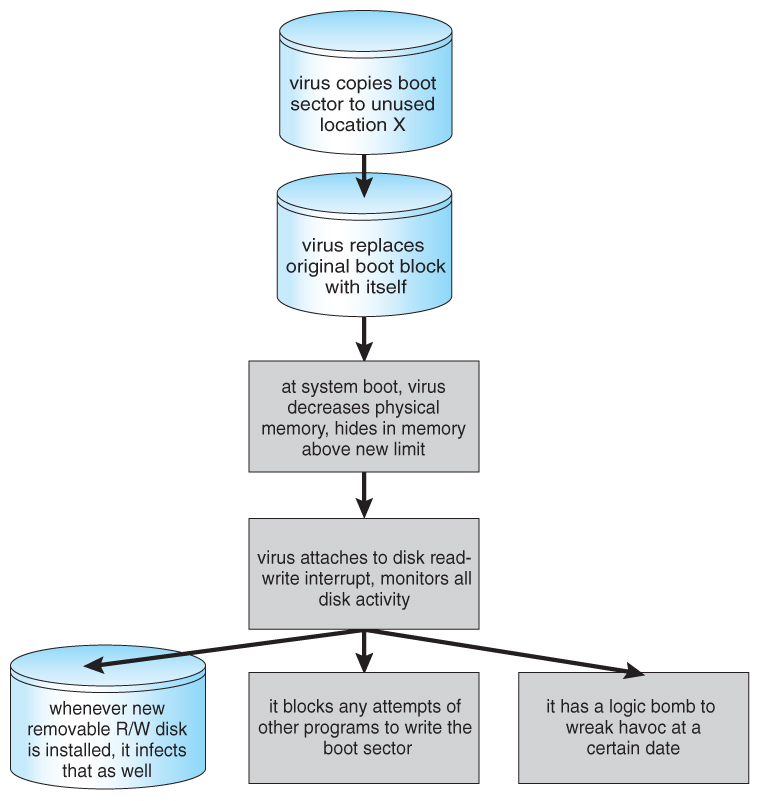 virus copies boot
sector to unused
location X
virus replaces
original boot block
with itself
at system boot, virus
decreases physical
memory, hides in memory
above new limit
virus attaches to disk read-
write interrupt, monitors all
disk activity
whenever new
removable R/W disk
is installed, it infects
that as well
it blocks any attempts of
other programs to write the
boot sector
it has a logic bomb to
wreak havoc at a
certain date